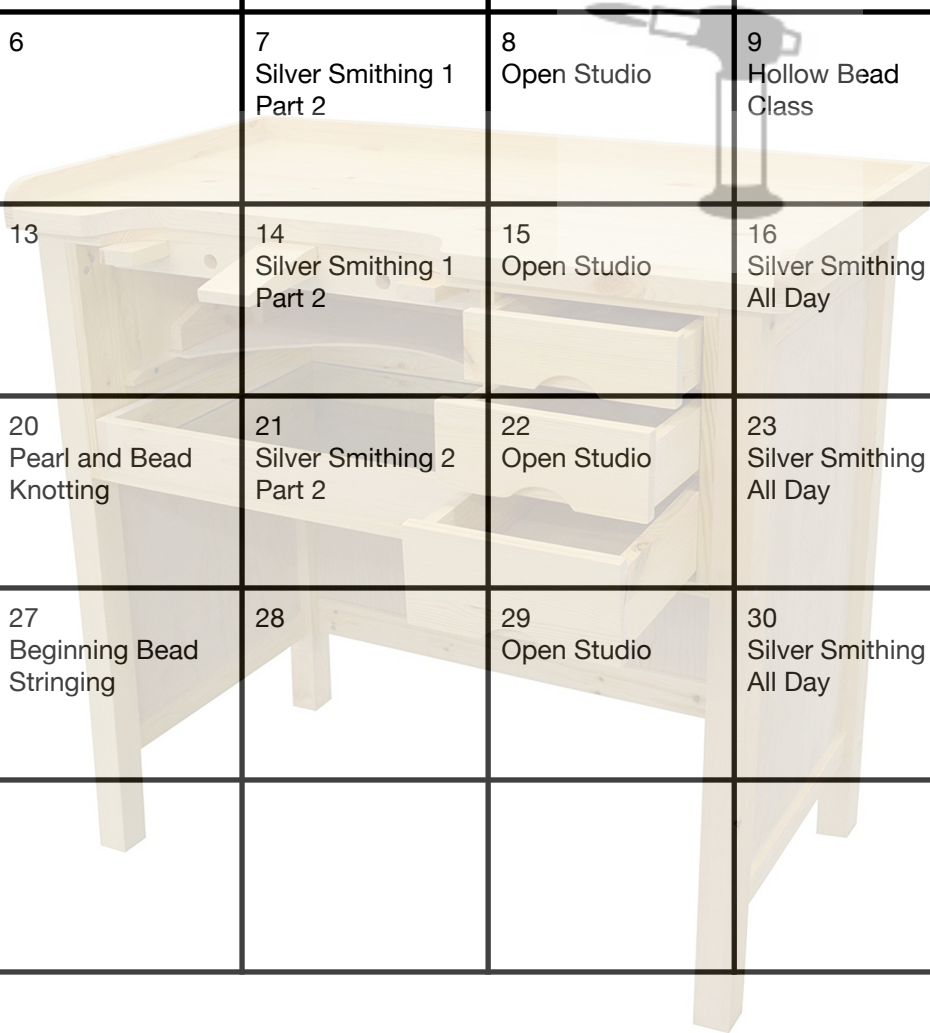 6
7
Silver Smithing 1
Part 2
8
Open Studio
9
Hollow Bead
Class
13
14
Silver Smithing 1
Part 2
15
Open Studio
16
Silver Smithing
All Day
20
Pearl and Bead
Knotting
21
Silver Smithing 2
Part 2
22
Open Studio
23
Silver Smithing
All Day
27
Beginning Bead
Stringing
28
29
Open Studio
30
Silver Smithing
All Day